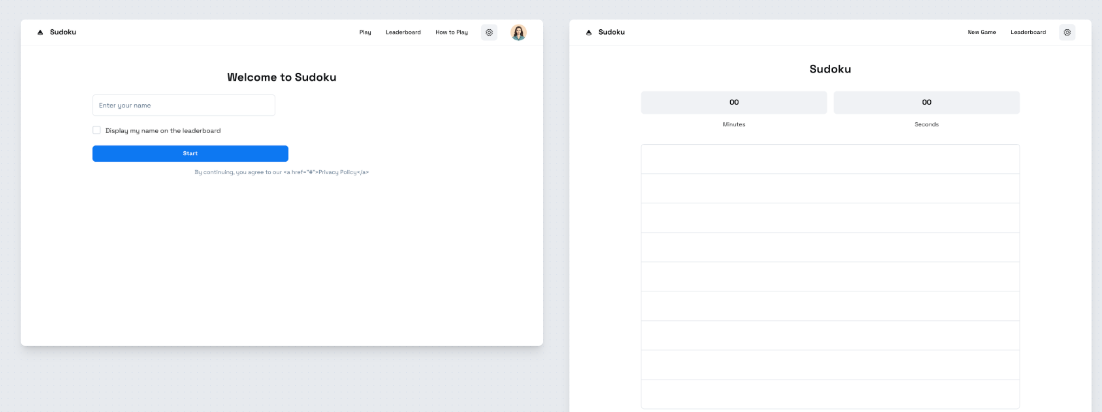 Sudoku
Play Leaderboard How to Play
Welcome to Sudoku
Enter your name
Display my name on the leaderboard
Start
By continuing, you agree to our <a href="#">Privacy Policy</a>
Sudoku
New Game Leaderboard
Sudoku
00 00
Minutes Seconds